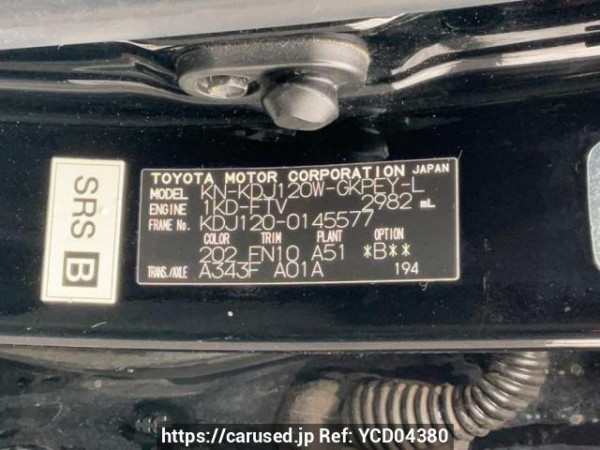 SRS B
TOYOTA MOTOR CORPORATION JAPAN
MODEL KN-KDJ120W-GKPEY-L
ENGINE 1KD-FTV 2982 mL
FRAME No. KDJ120-0145577
COLOR TRIM PLANT OPTION
202 EN10 A51 *B**
TRANS./AXLE A343F A01A 194
https://carused.jp Ref: YCD04380